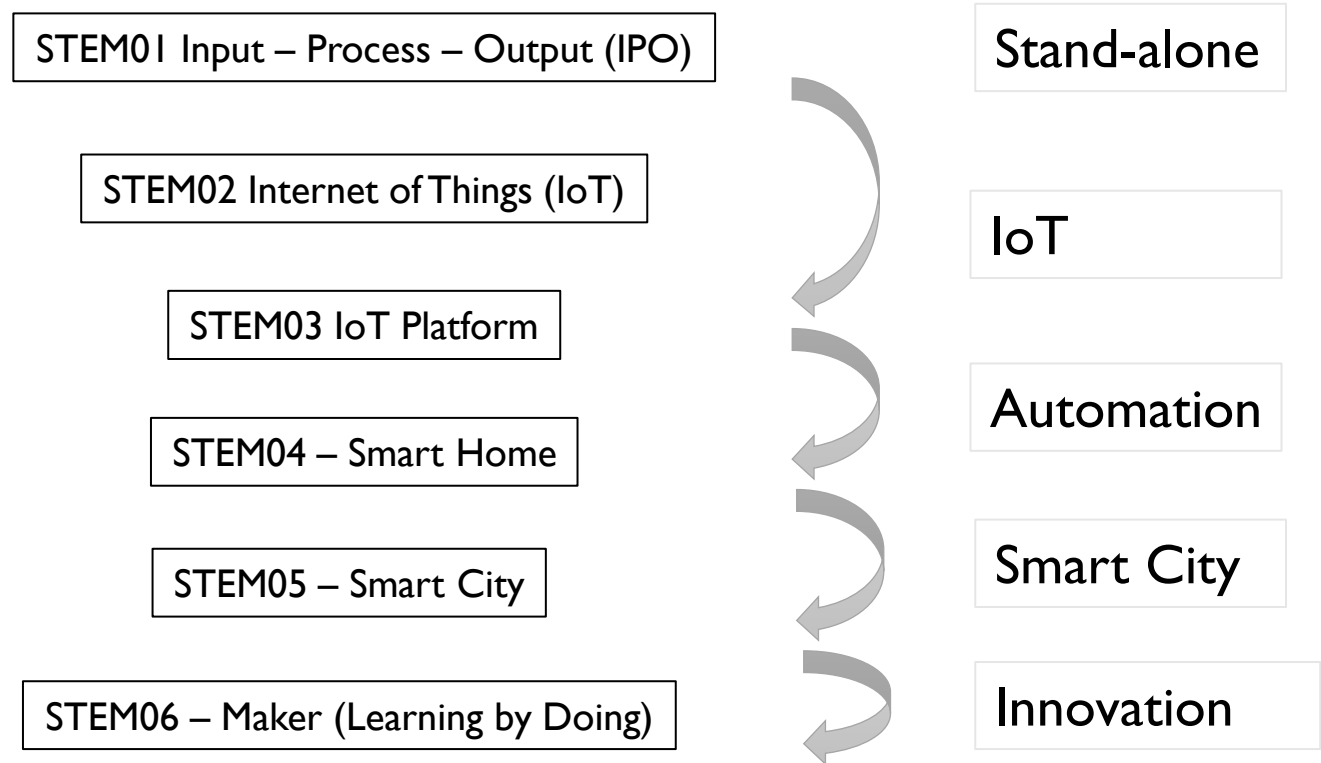 STEM01 Input – Process – Output (IPO)
Stand-alone
STEM02 Internet of Things (IoT)
IoT
STEM03 IoT Platform
Automation
STEM04 – Smart Home
STEM05 – Smart City
Smart City
STEM06 – Maker (Learning by Doing)
Innovation